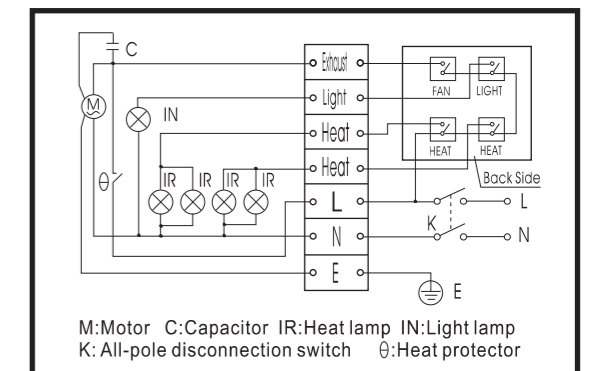 C
Exhaust
FAN
LIGHT
M
IN
Light
Heat
HEAT
HEAT
θ
IR
IR
IR
IR
Heat
Back Side
L
K
L
N
N
E
E
M:Motor C:Capacitor IR:Heat lamp IN:Light lamp
K: All-pole disconnection switch θ:Heat protector